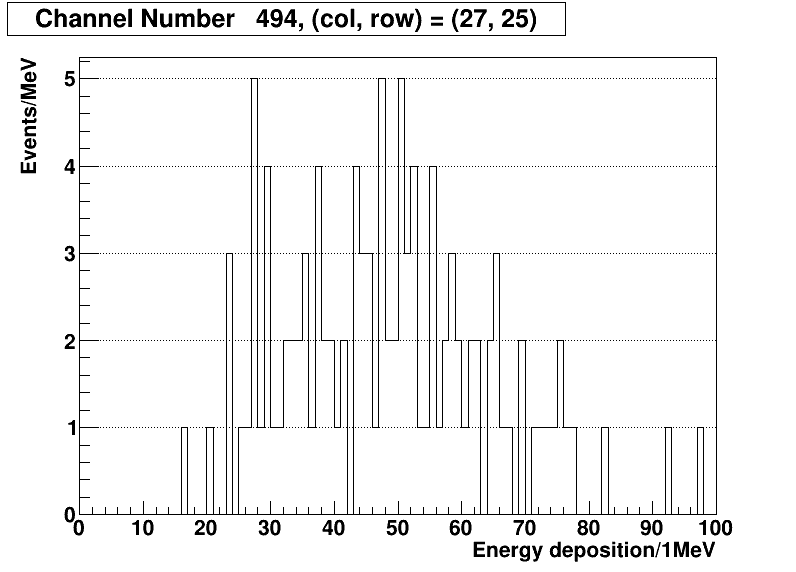 Channel Number 494, (col, row) = (27, 25)
Events/MeV
5
4
3
2
1
0
0 10 20 30 40 50 60 70 80 90 100
Energy deposition/1MeV